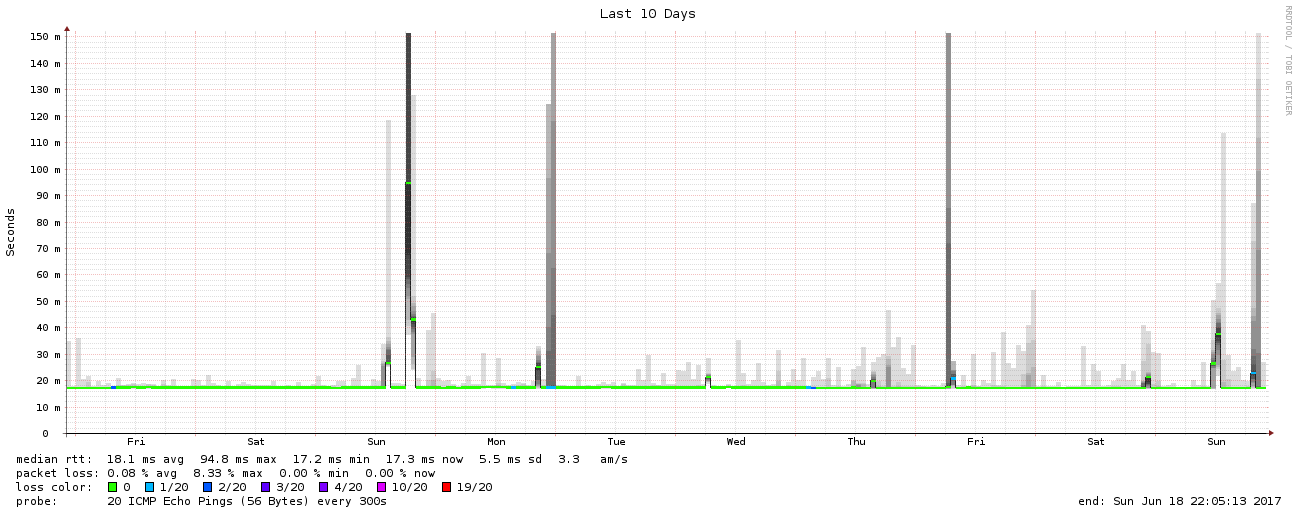 Last 10 Days
RRDTOOL / TOBI OETIKER
Seconds
150 m
140 m
130 m
120 m
110 m
100 m
90 m
80 m
70 m
60 m
50 m
40 m
30 m
20 m
10 m
0
Fri Sat Sun Mon Tue Wed Thu Fri Sat Sun
median rtt: 18.1 ms avg 94.8 ms max 17.2 ms min 17.3 ms now 5.5 ms sd 3.3 am/s
packet loss: 0.08 % avg 8.33 % max 0.00 % min 0.00 % now
loss color: 0 1/20 2/20 3/20 4/20 10/20 19/20
probe: 20 ICMP Echo Pings (56 Bytes) every 300s end: Sun Jun 18 22:05:13 2017